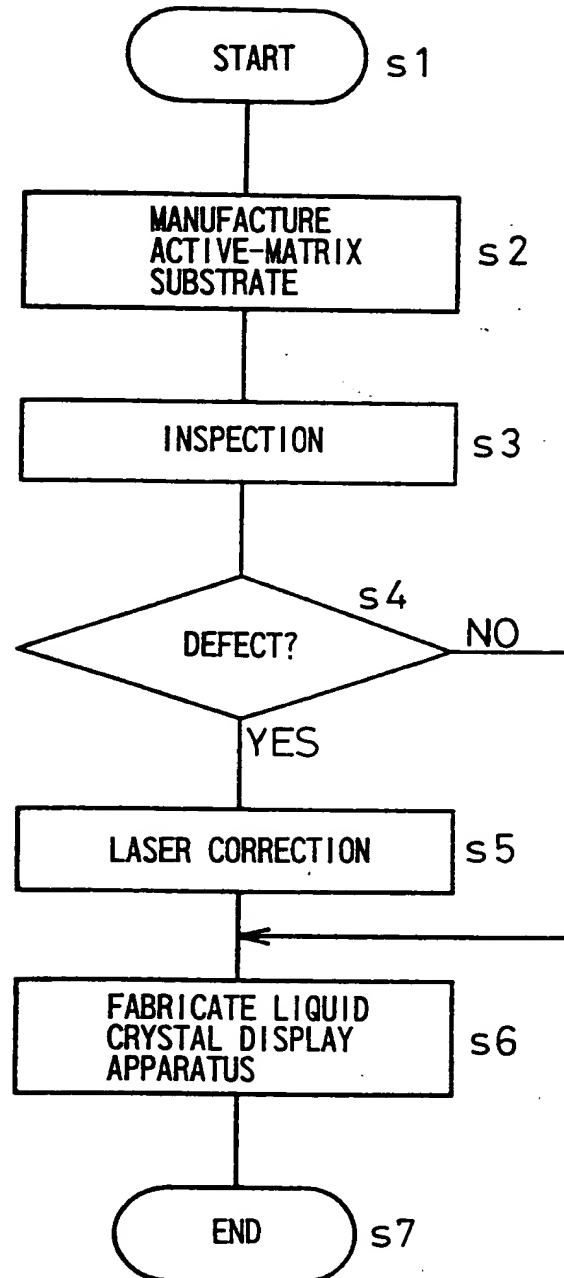 START s1
MANUFACTURE
ACTIVE-MATRIX
SUBSTRATE
s2
INSPECTION s3
s4
DEFECT? NO
YES
LASER CORRECTION s5
FABRICATE LIQUID
CRYSTAL DISPLAY
APPARATUS
s6
END s7